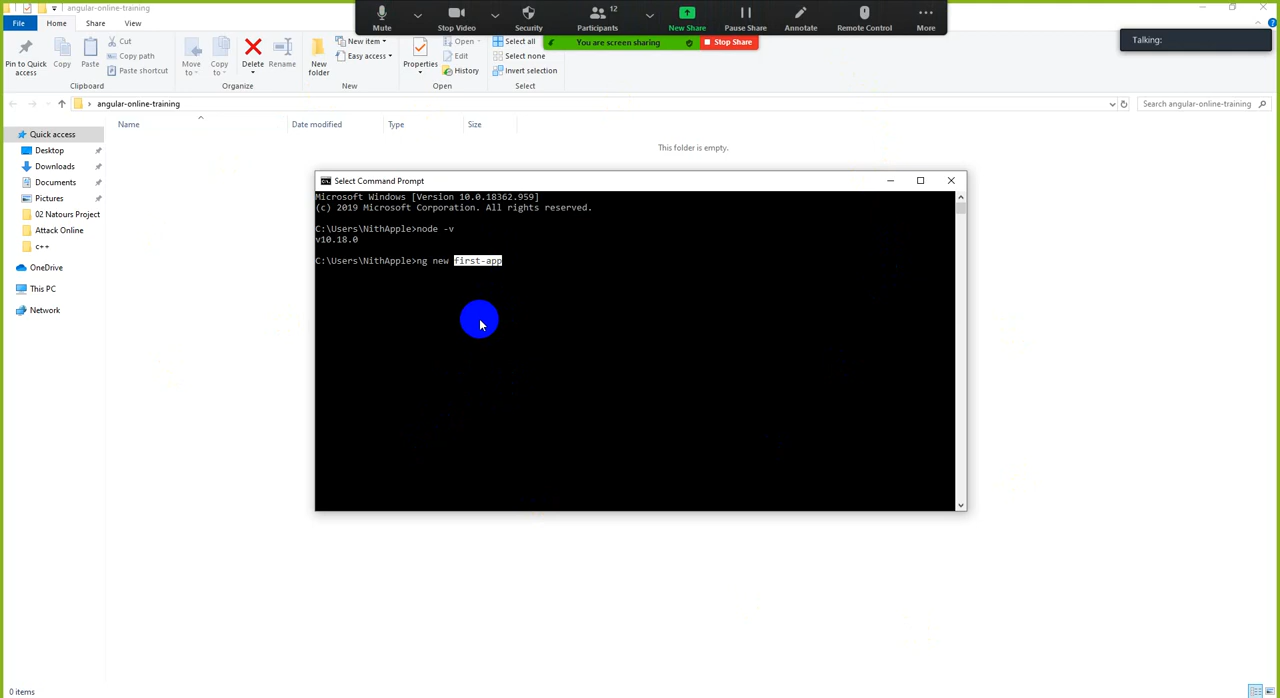 angular-online-training
File Home Share View
Mute Stop Video Security Participants 12 New Share Pause Share Annotate Remote Control More
You are screen sharing Stop Share
Talking:
Pin to Quick access
Copy
Paste
Cut
Copy path
Paste shortcut
Clipboard
Move to
Copy to
Delete
Rename
Organize
New folder
New item
Easy access
New
Properties
Open
Edit
History
Open
Select all
Select none
Invert selection
Select
angular-online-training
Search angular-online-training
Name Date modified Type Size
This folder is empty.
Quick access
Desktop
Downloads
Documents
Pictures
02 Natours Project
Attack Online
c++
OneDrive
This PC
Network
Select Command Prompt
Microsoft Windows [Version 10.0.18362.959]
(c) 2019 Microsoft Corporation. All rights reserved.
C:\Users\NithApple>node -v
v10.18.0
C:\Users\NithApple>ng new first-app
0 items